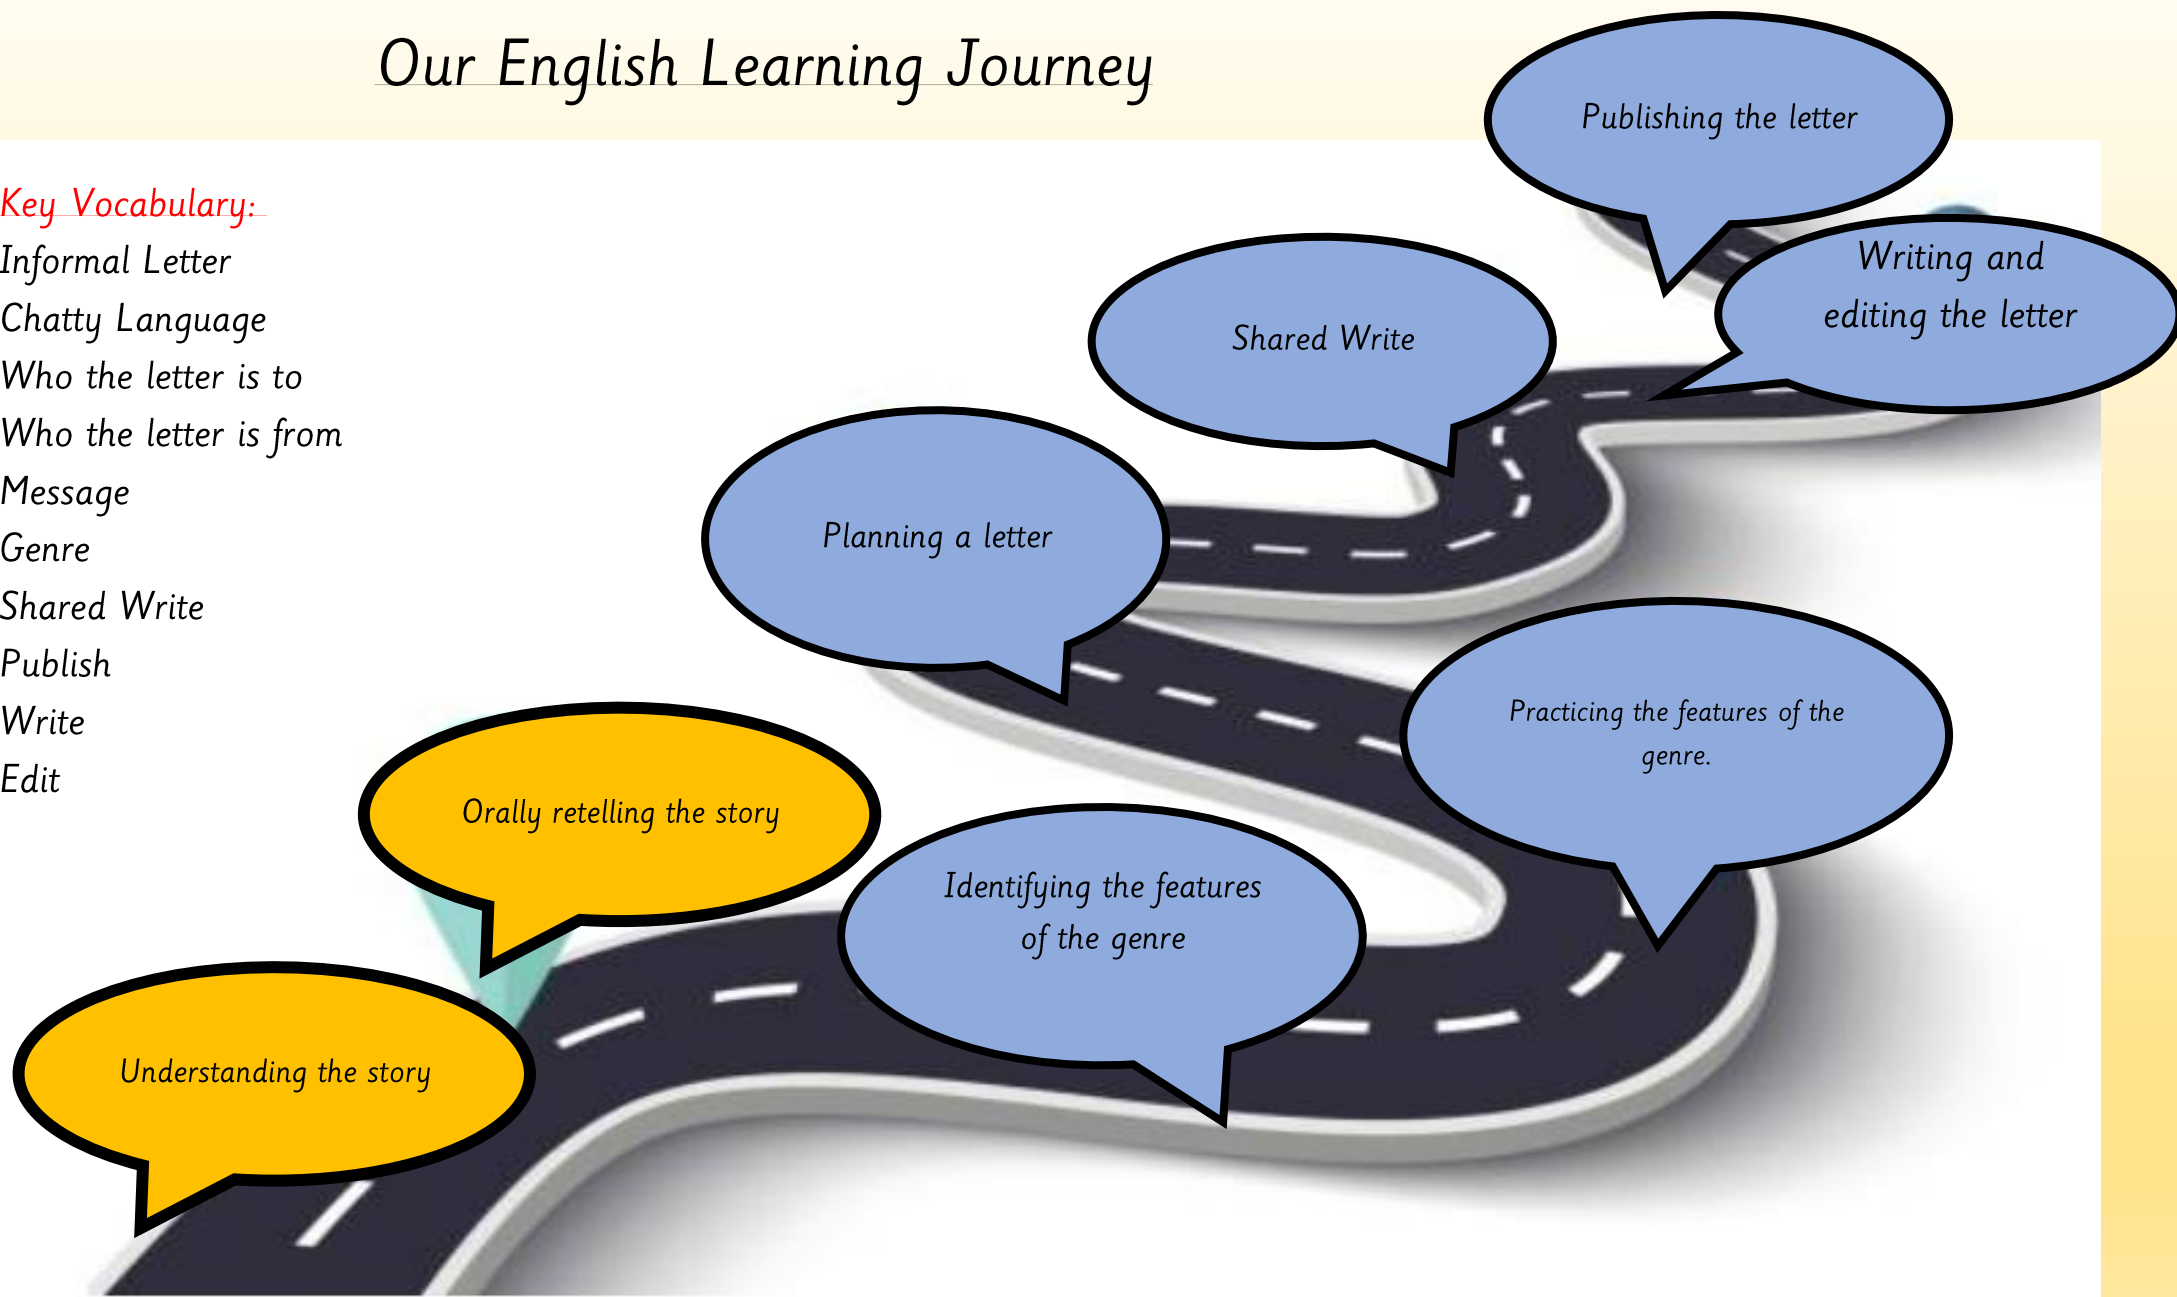 Our English Learning Journey
Publishing the letter
Key Vocabulary:
Informal Letter
Chatty Language
Who the letter is to
Who the letter is from
Message
Genre
Shared Write
Publish
Write
Edit
Writing and
editing the letter
Shared Write
Planning a letter
Practicing the features of the
genre.
Orally retelling the story
Identifying the features
of the genre
Understanding the story